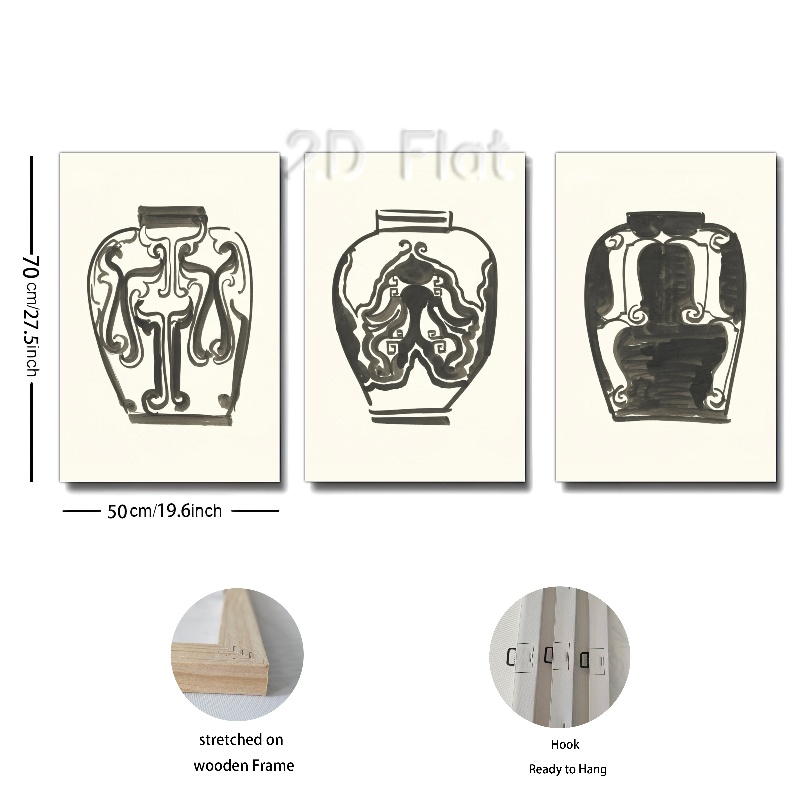 2D Flat
70cm/27.5inch
50cm/19.6inch
stretched on
wooden Frame
Hook
Ready to Hang